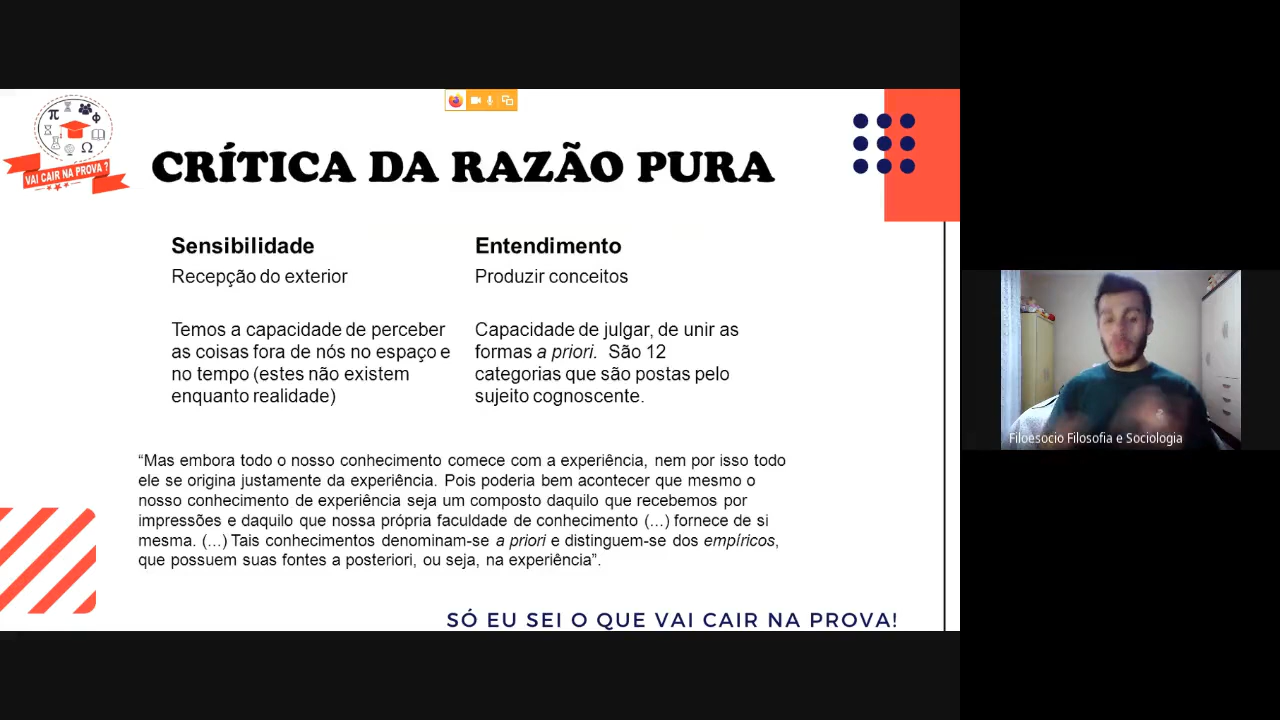 VAI CAIR NA PROVA ?
CRÍTICA DA RAZÃO PURA
Sensibilidade
Recepção do exterior
Temos a capacidade de perceber
as coisas fora de nós no espaço e
no tempo (estes não existem
enquanto realidade)
Entendimento
Produzir conceitos
Capacidade de julgar, de unir as
formas a priori. São 12
categorias que são postas pelo
sujeito cognoscente.
“Mas embora todo o nosso conhecimento comece com a experiência, nem por isso todo
ele se origina justamente da experiência. Pois poderia bem acontecer que mesmo o
nosso conhecimento de experiência seja um composto daquilo que recebemos por
impressões e daquilo que nossa própria faculdade de conhecimento (...) fornece de si
mesma. (...) Tais conhecimentos denominam-se a priori e distinguem-se dos empíricos,
que possuem suas fontes a posteriori, ou seja, na experiência”.
SÓ EU SEI O QUE VAI CAIR NA PROVA!
Filoesocio Filosofia e Sociologia